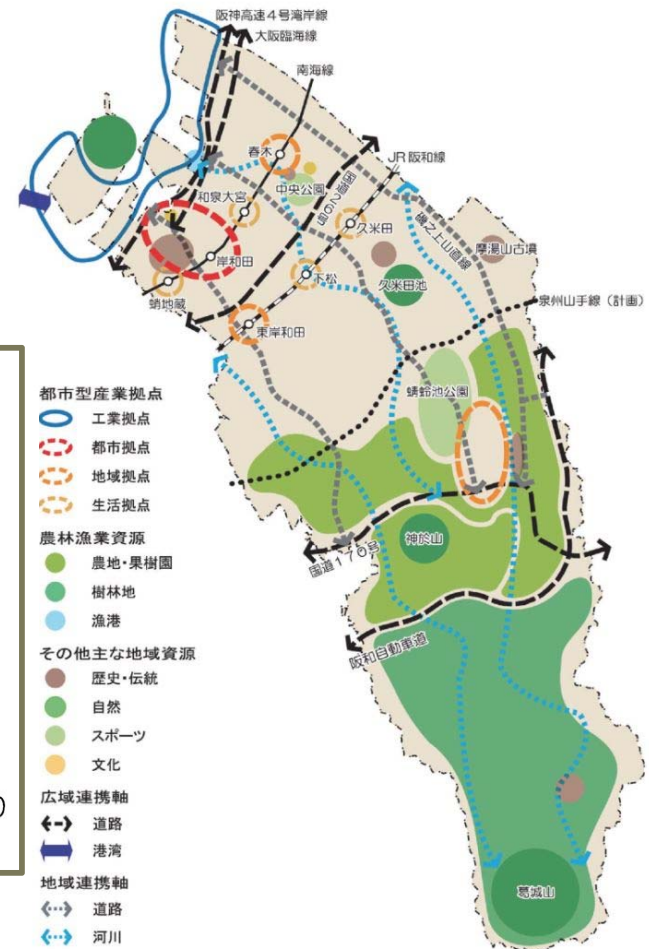 阪神高速4号湾岸線
大阪臨海線
南海線
春木
JR阪和線
中央公園
国道26号
和泉大宮
久米田
磯之上山直線
摩湯山古墳
岸和田
下松
久米田池
蛸地蔵
東岸和田
泉州山手線（計画）
蜻蛉池公園
神於山
国道170号
阪和自動車道
葛城山
都市型産業拠点
工業拠点
都市拠点
地域拠点
生活拠点
農林漁業資源
農地・果樹園
樹林地
漁港
その他主な地域資源
歴史・伝統
自然
スポーツ
文化
広域連携軸
道路
港湾
地域連携軸
道路
河川